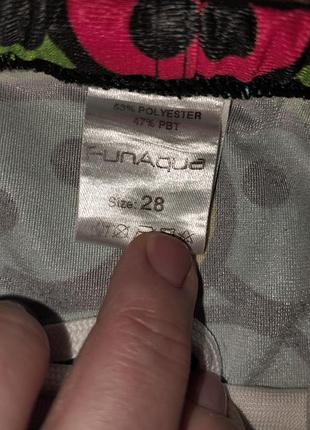 53% POLYESTER
47% PBT
FunAqua
Size: 28